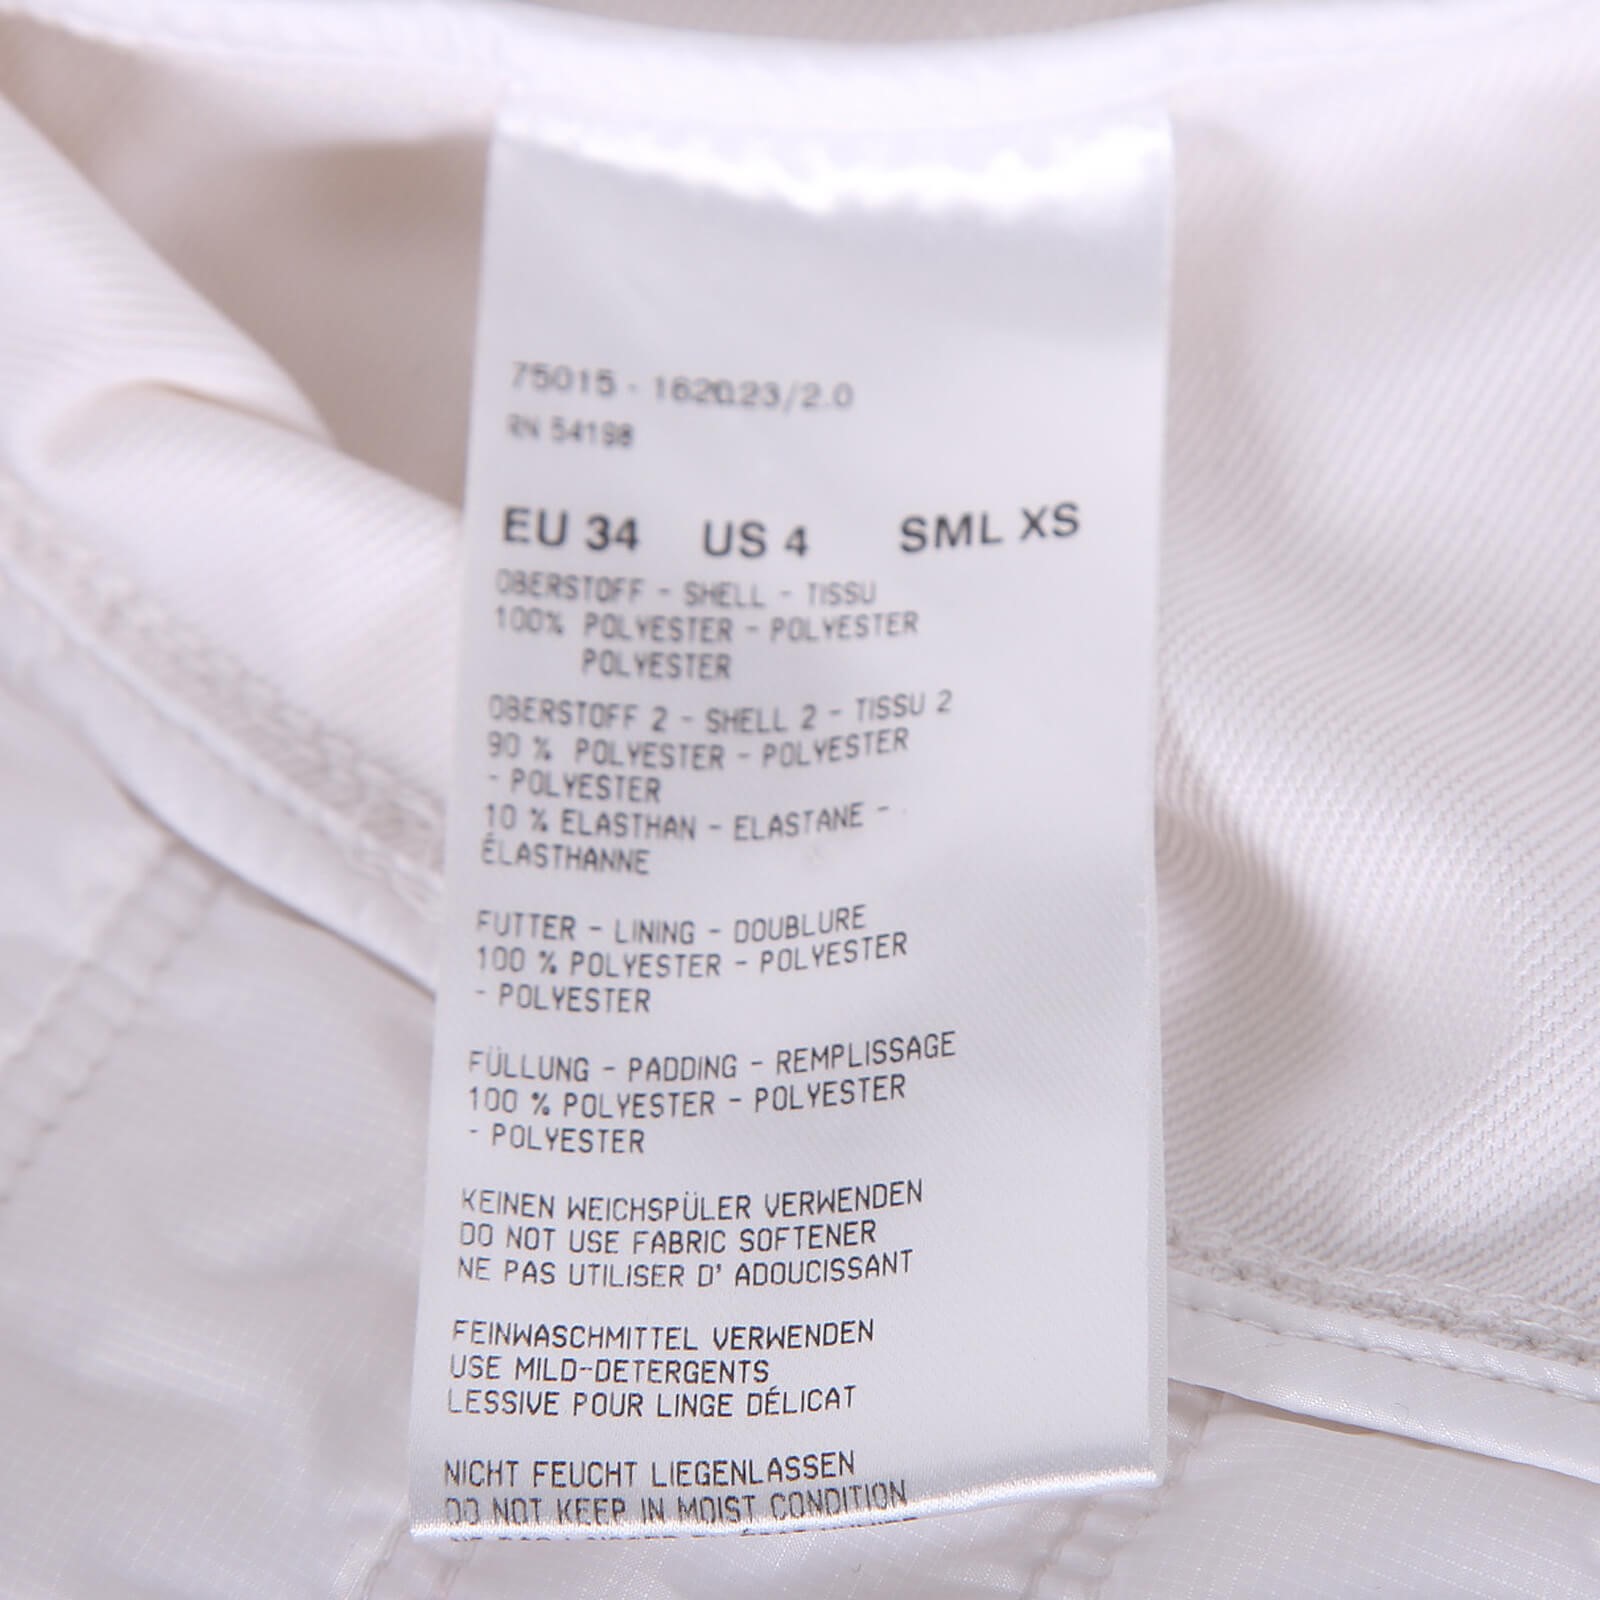 75015 - 162023/2.0
RN 54198
EU 34 US 4 SML XS
OBERSTOFF - SHELL - TISSU
100% POLYESTER - POLYESTER
POLYESTER
OBERSTOFF 2 - SHELL 2 - TISSU 2
90 % POLYESTER - POLYESTER
- POLYESTER
10 % ELASTHAN - ELASTANE -
ÉLASTHANNE
FUTTER - LINING - DOUBLURE
100 % POLYESTER - POLYESTER
- POLYESTER
FÜLLUNG - PADDING - REMPLISSAGE
100 % POLYESTER - POLYESTER
- POLYESTER
KEINEN WEICHSPÜLER VERWENDEN
DO NOT USE FABRIC SOFTENER
NE PAS UTILISER D' ADOUCISSANT
FEINWASCHMITTEL VERWENDEN
USE MILD-DETERGENTS
LESSIVE POUR LINGE DÉLICAT
NICHT FEUCHT LIEGENLASSEN
DO NOT KEEP IN MOIST CONDITION